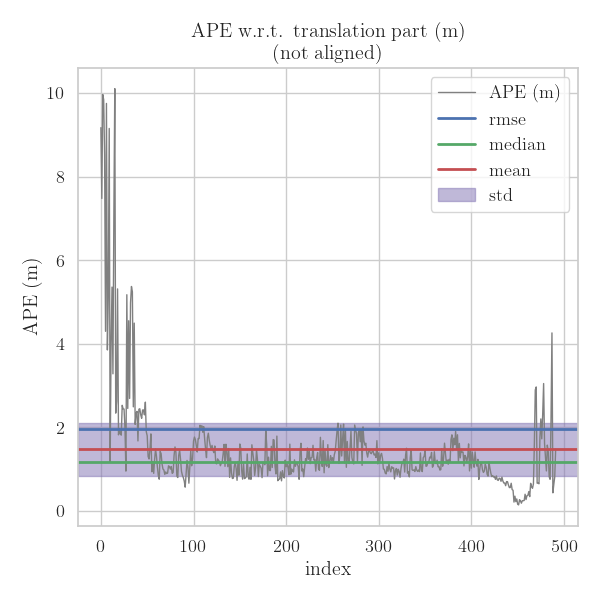 APE w.r.t. translation part (m)
(not aligned)
APE (m)
rmse
median
mean
std
APE (m)
10
8
6
4
2
0
0 100 200 300 400 500
index